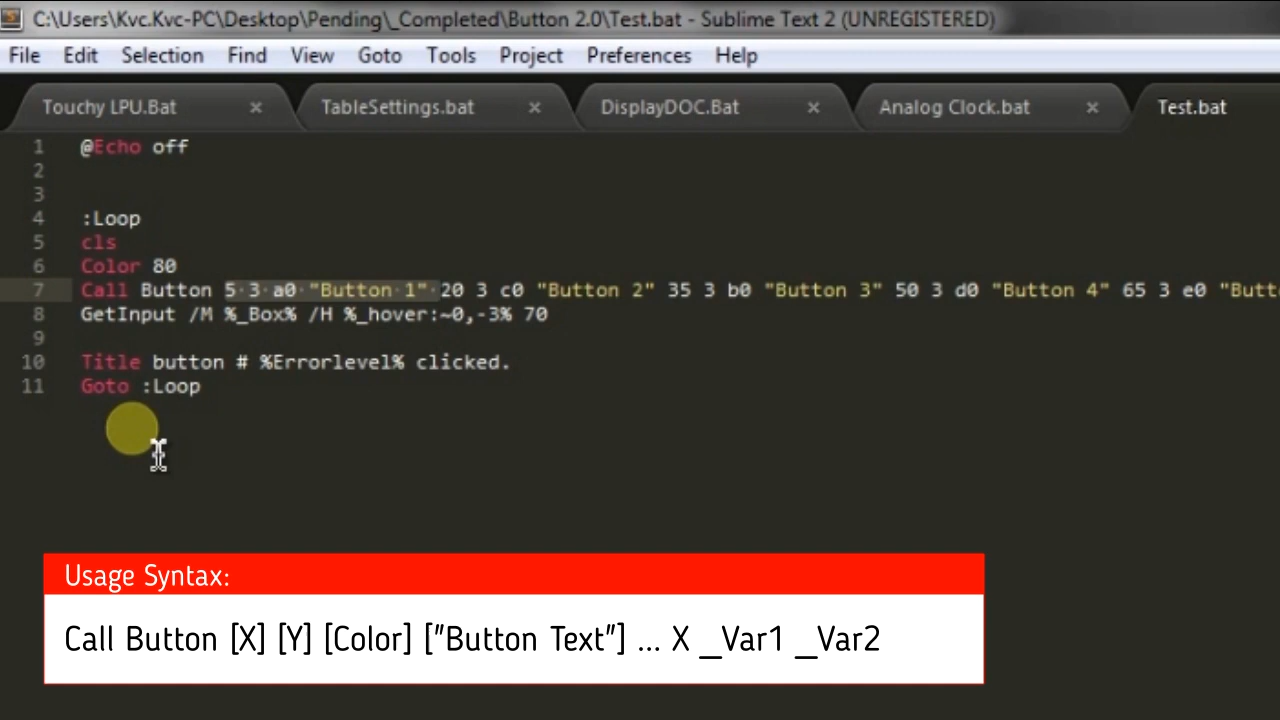 C:\Users\Kvc.Kvc-PC\Desktop\Pending\_Completed\Button 2.0\Test.bat - Sublime Text 2 (UNREGISTERED)
File Edit Selection Find View Goto Tools Project Preferences Help
Touchy LPU.Bat × TableSettings.bat × DisplayDOC.Bat × Analog Clock.bat × Test.bat
1 @Echo off
2
3
4 :Loop
5 cls
6 Color 80
7 Call Button 5 3 a0 "Button 1" 20 3 c0 "Button 2" 35 3 b0 "Button 3" 50 3 d0 "Button 4" 65 3 e0 "Butt
8 GetInput /M %_Box% /H %_hover:~0,-3% 70
9
10 Title button # %Errorlevel% clicked.
11 Goto :Loop
Usage Syntax:
Call Button [X] [Y] [Color] ["Button Text"] ... X _Var1 _Var2